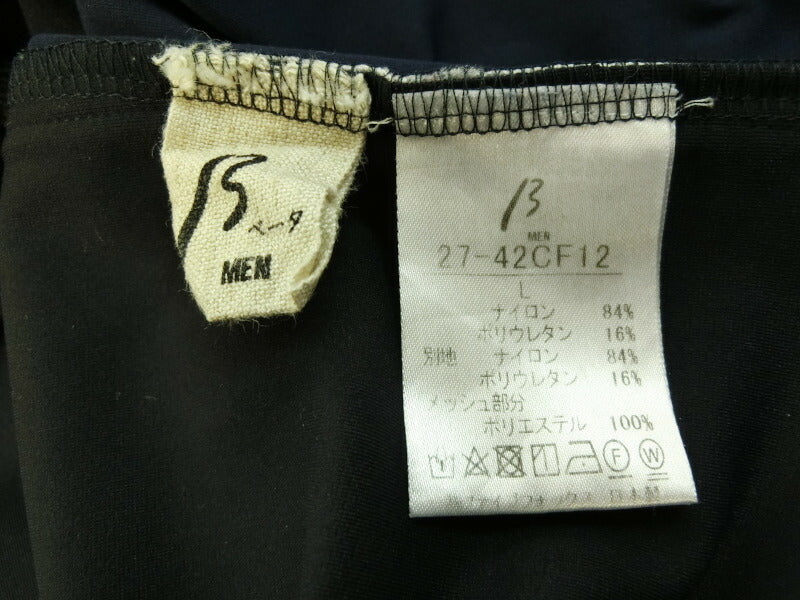 β
ベータ
MEN
β
MEN
27-42CF12
L
ナイロン 84%
ポリウレタン 16%
別地 ナイロン 84%
ポリウレタン 16%
メッシュ部分
ポリエステル 100%
F W
日本製